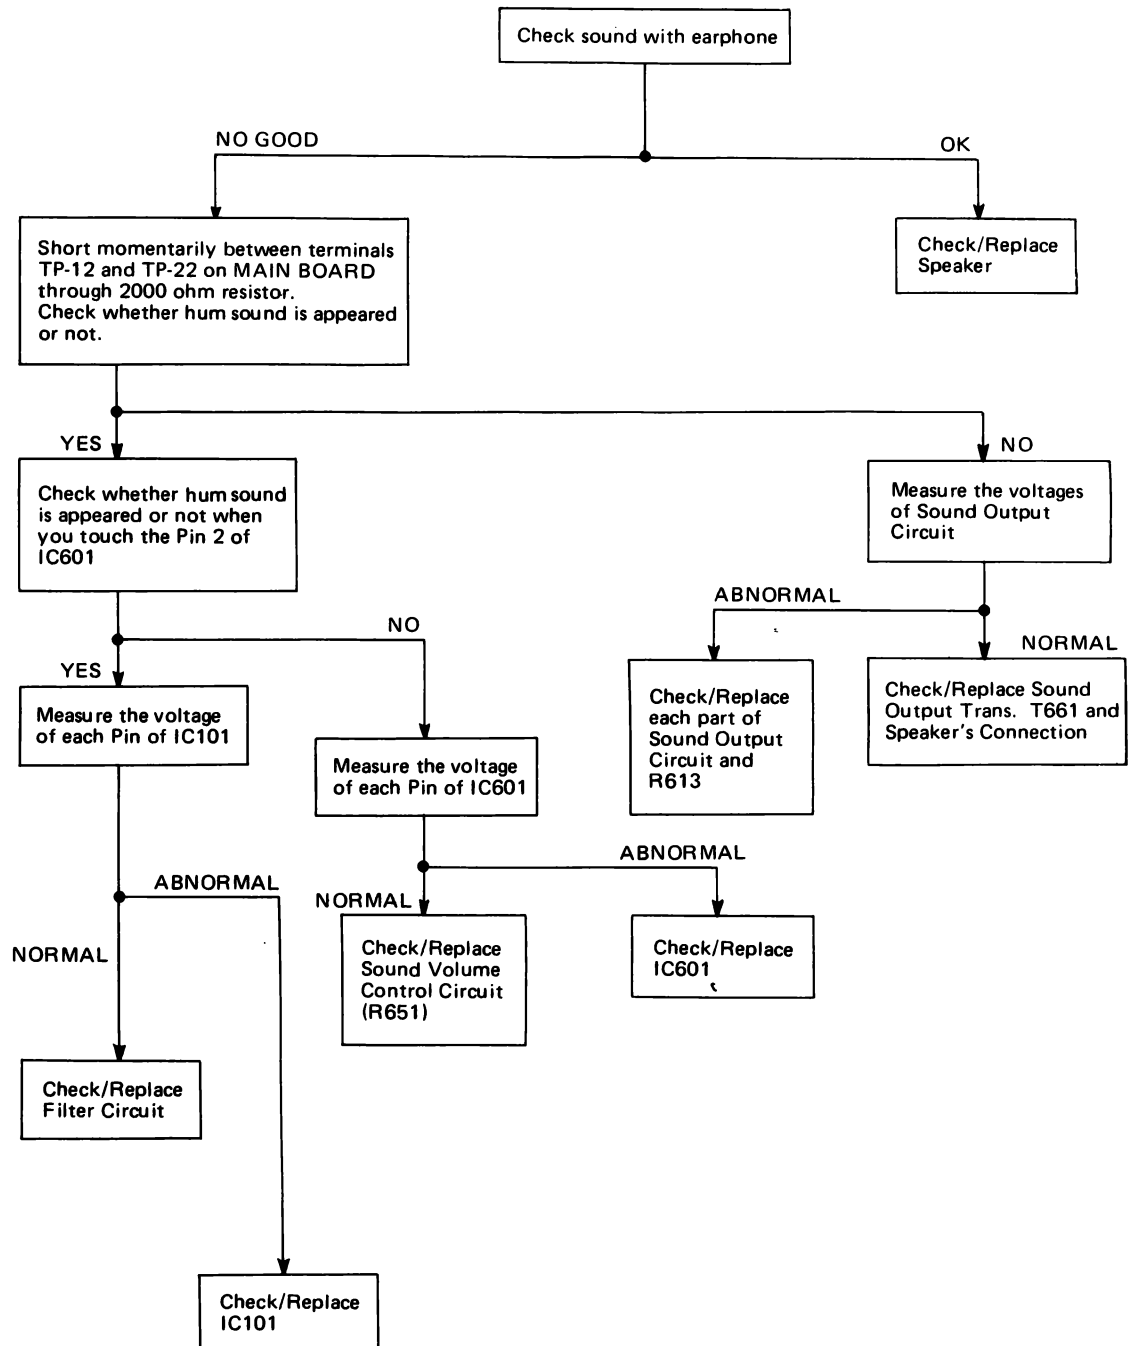 Check sound with earphone
NO GOOD
OK
Short momentarily between terminals
TP-12 and TP-22 on MAIN BOARD
through 2000 ohm resistor.
Check whether hum sound is appeared
or not.
Check/Replace
Speaker
YES
NO
Check whether hum sound
is appeared or not when
you touch the Pin 2 of
IC601
Measure the voltages
of Sound Output
Circuit
ABNORMAL
NO
NORMAL
YES
Measure the voltage
of each Pin of IC101
Measure the voltage
of each Pin of IC601
Check/Replace
each part of
Sound Output
Circuit and
R613
Check/Replace Sound
Output Trans. T661 and
Speaker's Connection
ABNORMAL
ABNORMAL
NORMAL
NORMAL
Check/Replace
Sound Volume
Control Circuit
(R651)
Check/Replace
IC601
Check/Replace
Filter Circuit
Check/Replace
IC101